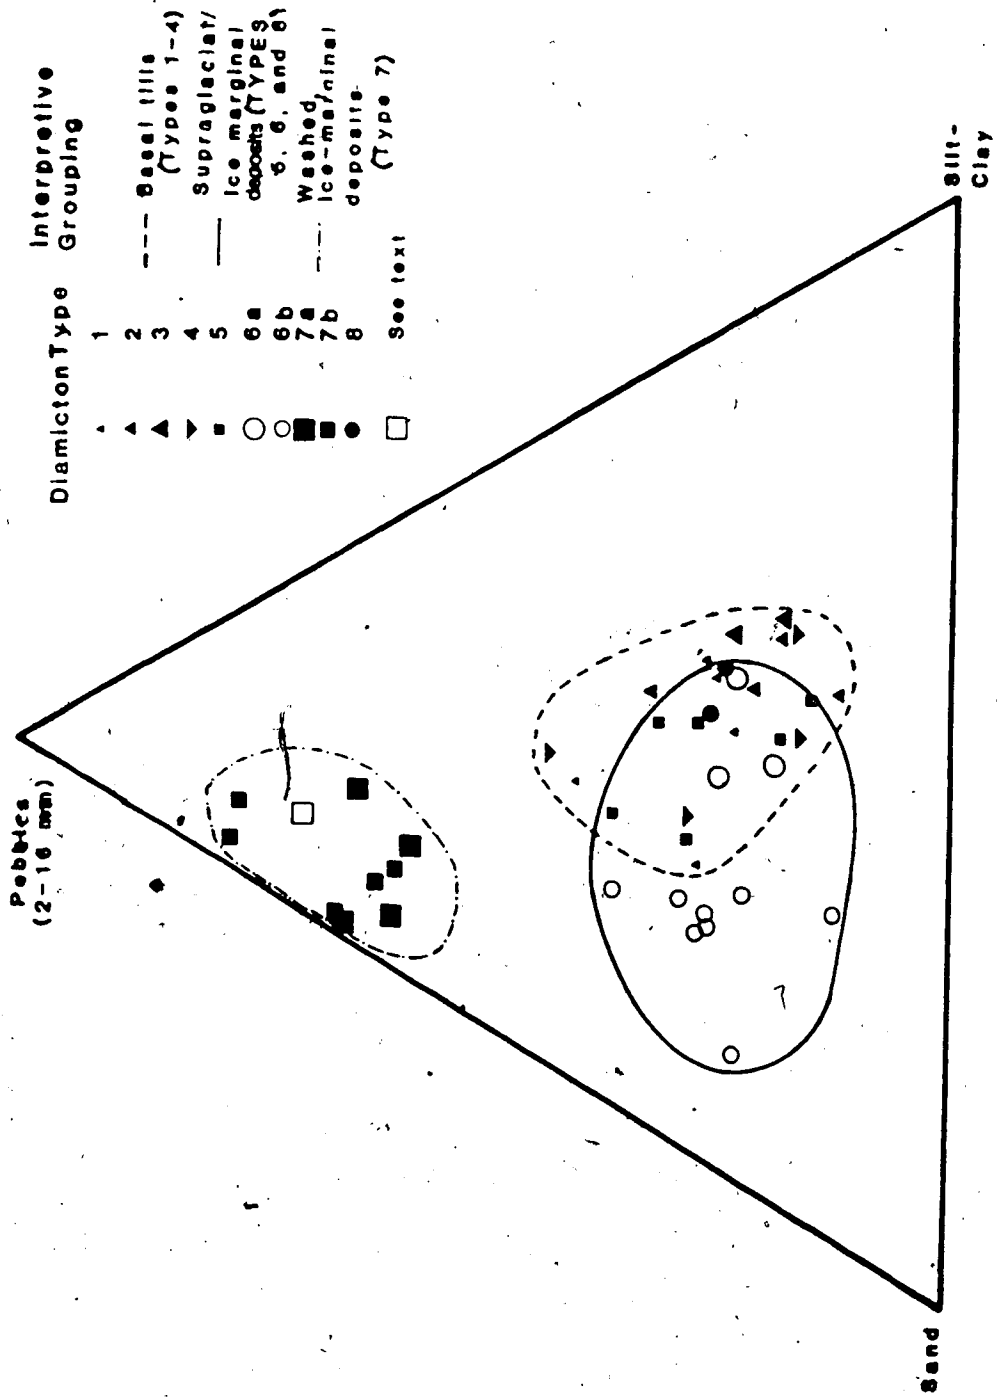 Pebbles
(2-16 mm)
Sand
Silt-
Clay
Diamicton Type
1
2
3
4
5
6a
6b
7a
7b
8
See text
Interpretive
Grouping
Basal tills
(Types 1-4)
Supraglacial/
Ice marginal
deposits (TYPES
6, and 8)
Washed,
Ice-marginal
deposits
(Type 7)